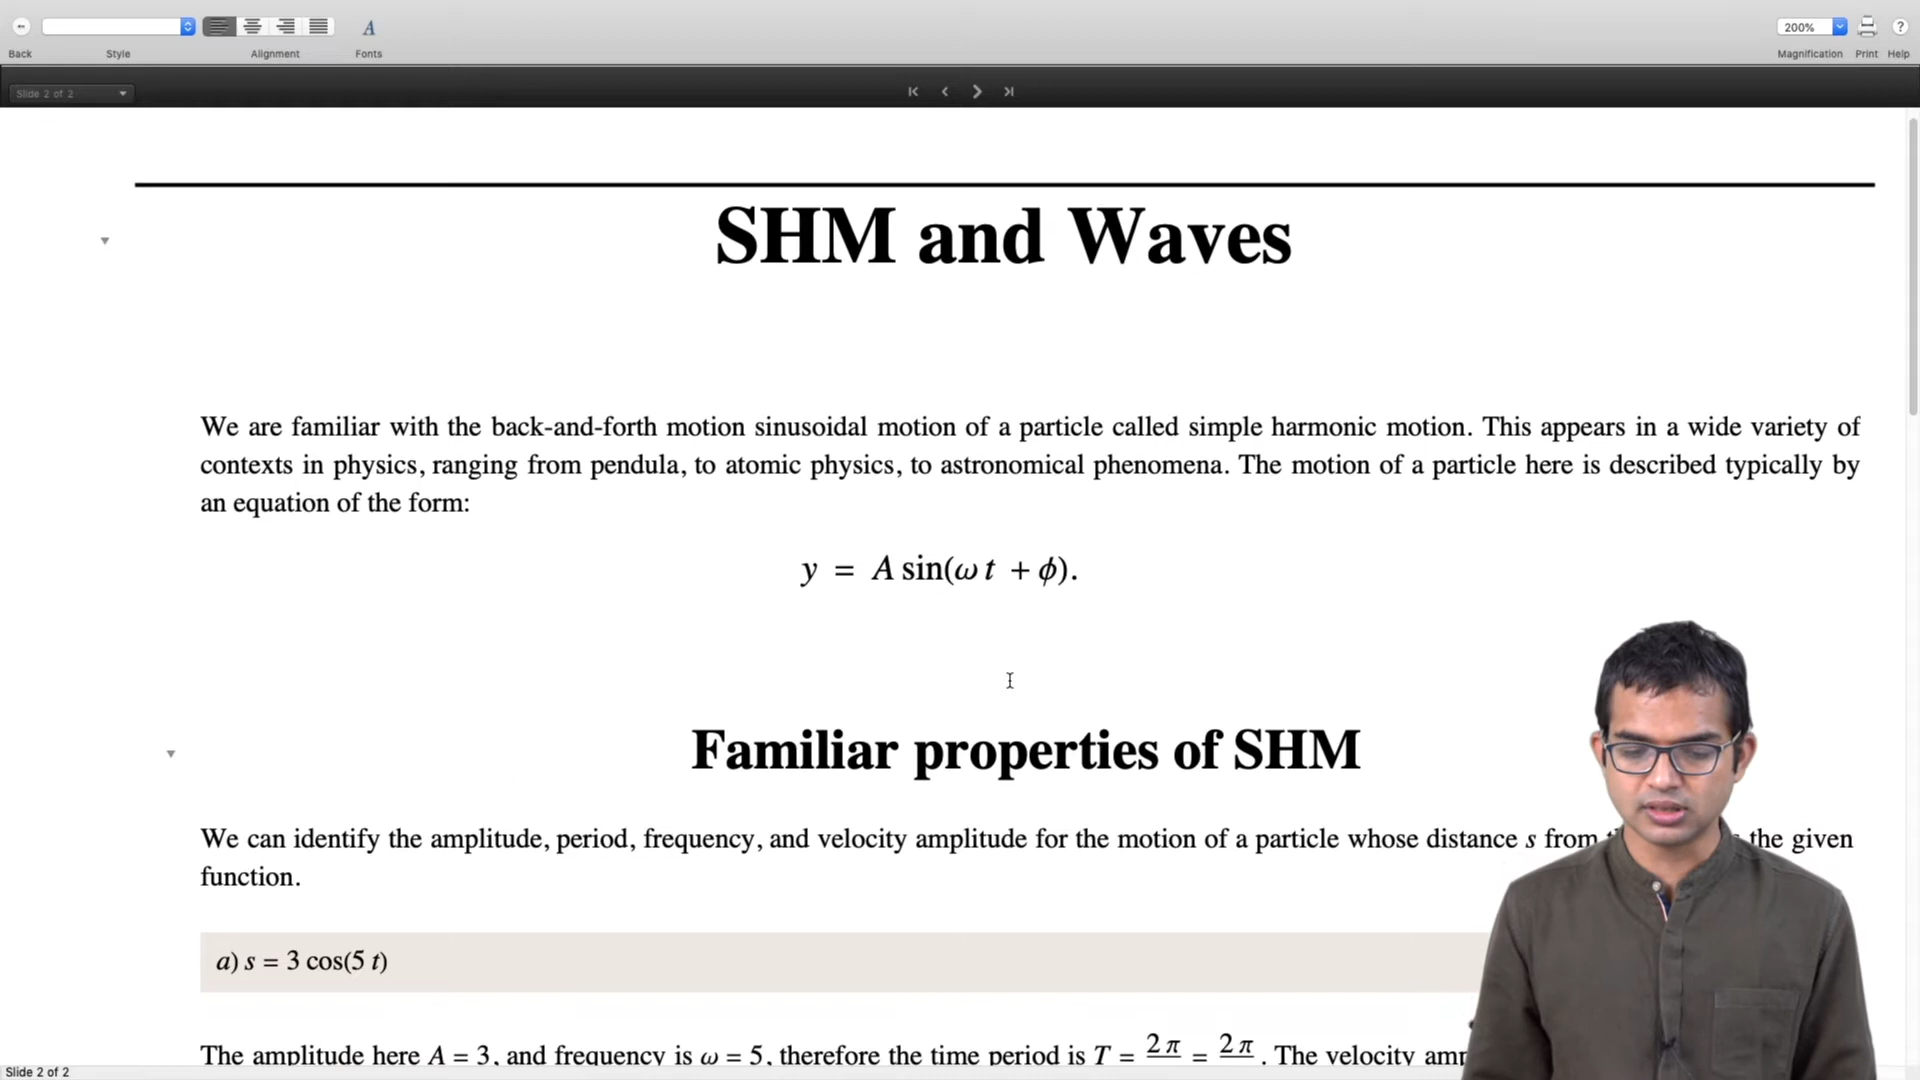 200%
Back Style Alignment Fonts Magnification Print Help
Slide 2 of 2
SHM and Waves
We are familiar with the back-and-forth motion sinusoidal motion of a particle called simple harmonic motion. This appears in a wide variety of
contexts in physics, ranging from pendula, to atomic physics, to astronomical phenomena. The motion of a particle here is described typically by
an equation of the form:
y = A sin(ω t + ϕ).
Familiar properties of SHM
We can identify the amplitude, period, frequency, and velocity amplitude for the motion of a particle whose distance s from the given
function.
a) s = 3 cos(5 t)
The amplitude here A = 3, and frequency is ω = 5, therefore the time period is T = 2 π = 2 π . The velocity
Slide 2 of 2